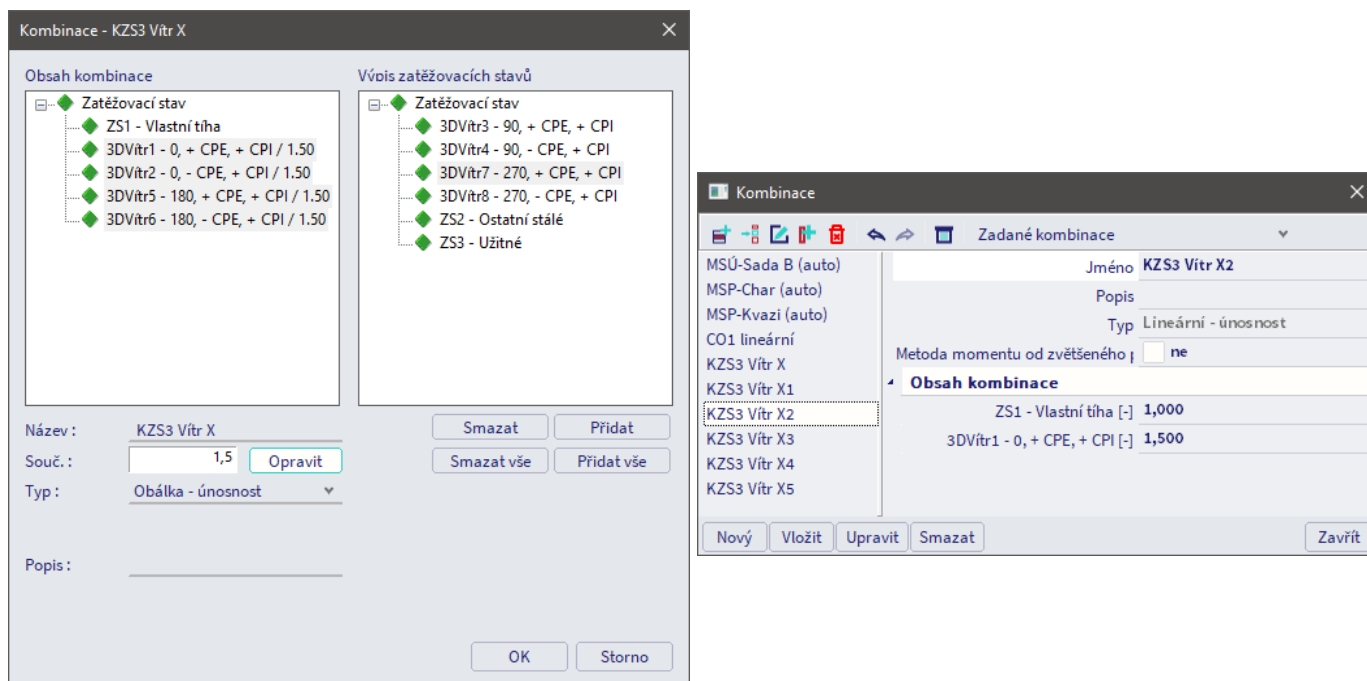 Kombinace - KZS3 Vítr X
Obsah kombinace
Zatěžovací stav
ZS1 - Vlastní tíha
3DVítr1 - 0, + CPE, + CPI / 1.50
3DVítr2 - 0, - CPE, + CPI / 1.50
3DVítr5 - 180, + CPE, + CPI / 1.50
3DVítr6 - 180, - CPE, + CPI / 1.50
Výpis zatěžovacích stavů
Zatěžovací stav
3DVítr3 - 90, + CPE, + CPI
3DVítr4 - 90, - CPE, + CPI
3DVítr7 - 270, + CPE, + CPI
3DVítr8 - 270, - CPE, + CPI
ZS2 - Ostatní stálé
ZS3 - Užitné
Název : KZS3 Vítr X
Souč. : 1,5 Opravit
Typ : Obálka - únosnost
Popis :
Smazat Přidat
Smazat vše Přidat vše
OK Storno
Kombinace
Zadané kombinace
MSÚ-Sada B (auto)
MSP-Char (auto)
MSP-Kvazi (auto)
CO1 lineární
KZS3 Vítr X
KZS3 Vítr X1
KZS3 Vítr X2
KZS3 Vítr X3
KZS3 Vítr X4
KZS3 Vítr X5
Jméno KZS3 Vítr X2
Popis
Typ Lineární - únosnost
Metoda momentu od zvětšeného p ne
Obsah kombinace
ZS1 - Vlastní tíha [-] 1,000
3DVítr1 - 0, + CPE, + CPI [-] 1,500
Nový Vložit Upravit Smazat Zavřít